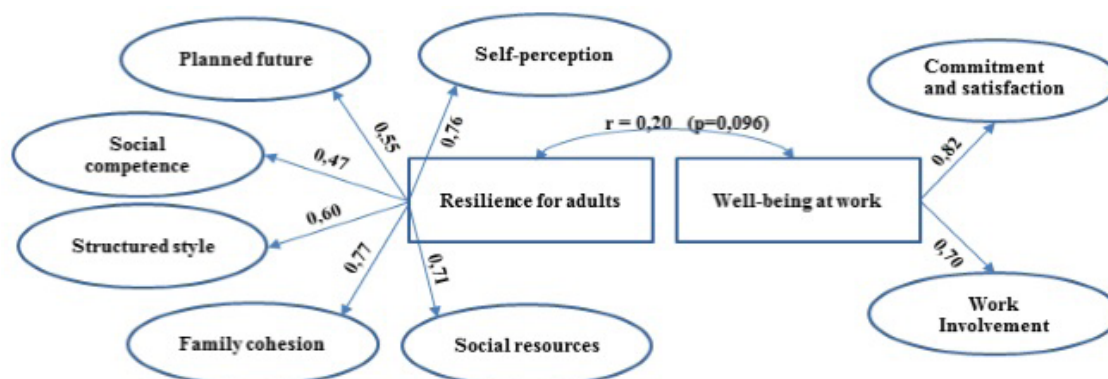 Planned future
Self-perception
Commitment
and satisfaction
Social
competence
0,55
0,76
r = 0,20 (p=0,096)
0,47
0,82
Resilience for adults
Well-being at work
0,60
Structured style
0,77
0,71
0,70
Family cohesion
Social resources
Work
Involvement